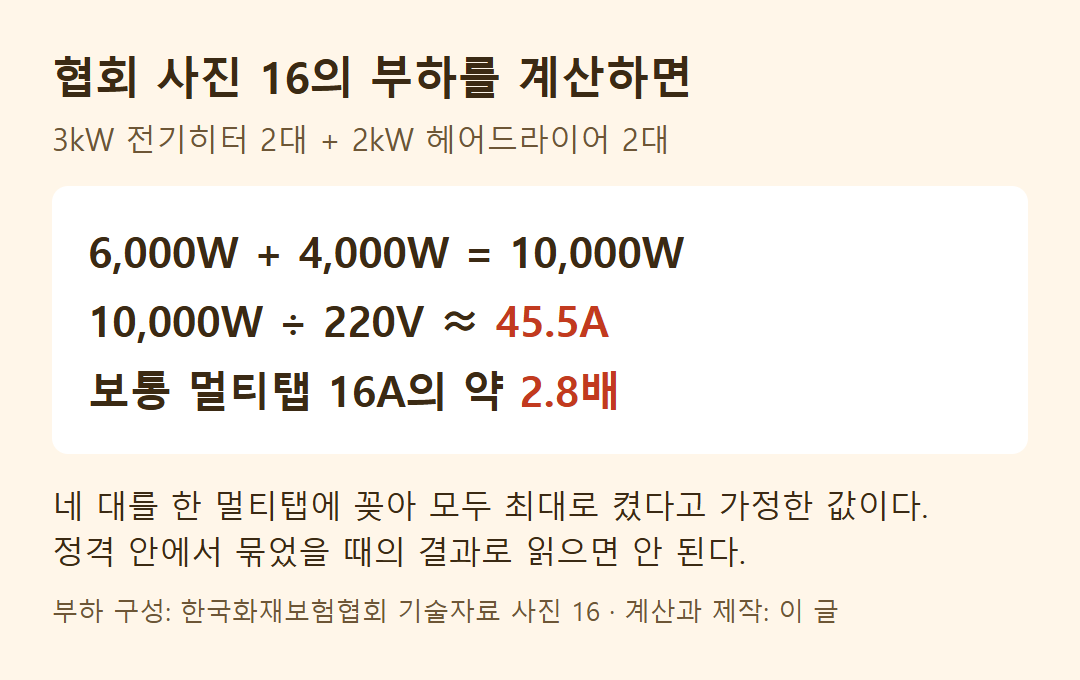 협회 사진 16의 부하를 계산하면
3kW 전기히터 2대 + 2kW 헤어드라이어 2대
6,000W + 4,000W = 10,000W
10,000W ÷ 220V ≈ 45.5A
보통 멀티탭 16A의 약 2.8배
네 대를 한 멀티탭에 꽂아 모두 최대로 켰다고 가정한 값이다.
정격 안에서 묶었을 때의 결과로 읽으면 안 된다.
부하 구성: 한국화재보험협회 기술자료 사진 16 · 계산과 제작: 이 글